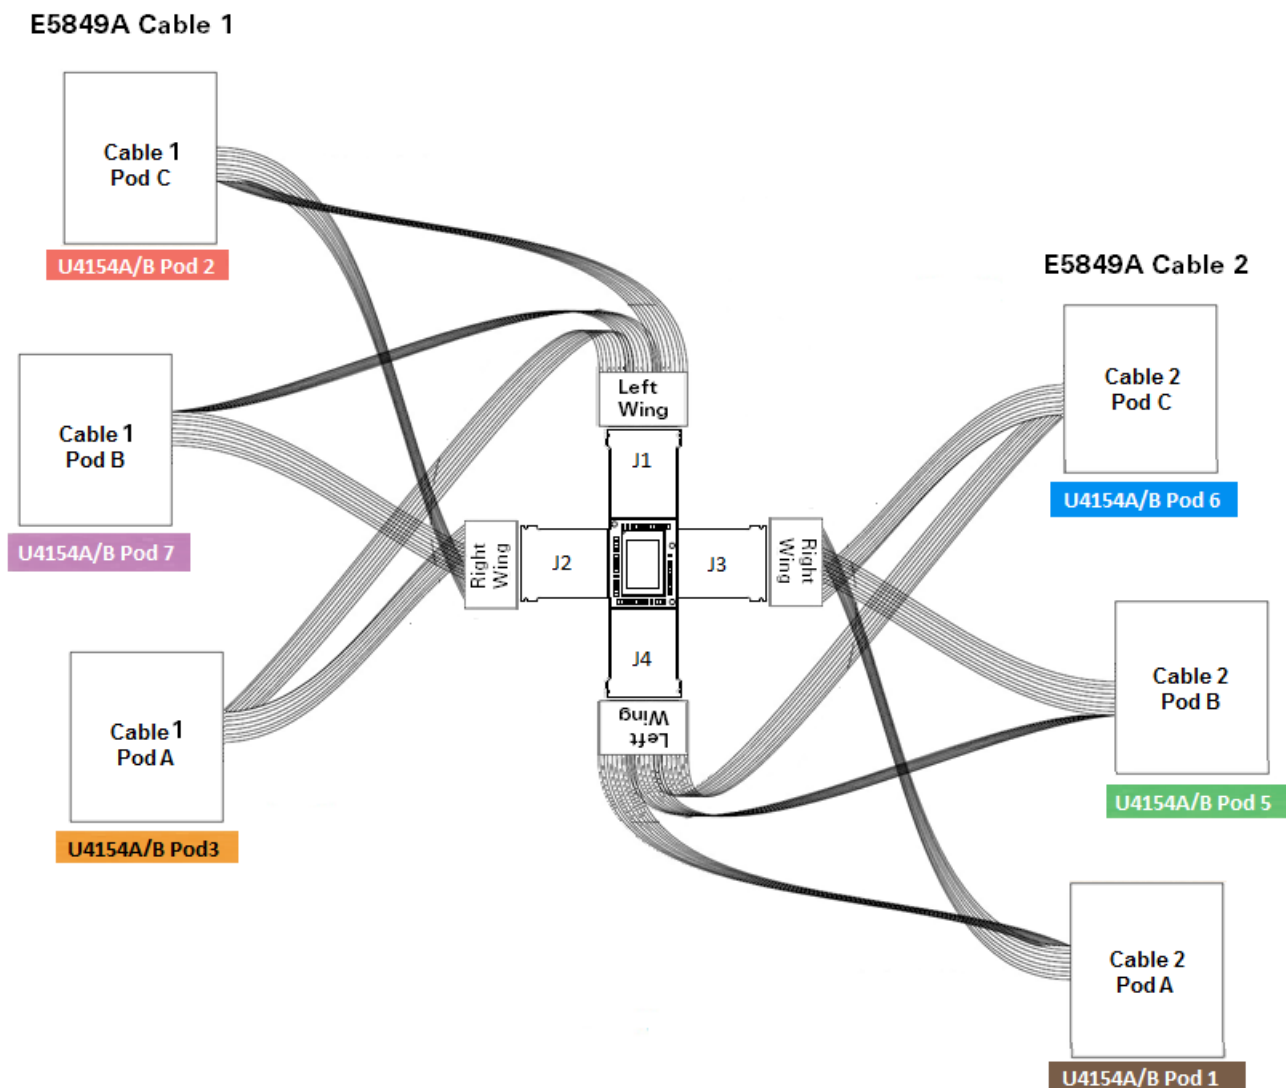 E5849A Cable 1
Cable 1
Pod C
U4154A/B Pod 2
Cable 1
Pod B
U4154A/B Pod 7
Cable 1
Pod A
U4154A/B Pod3
Left
Wing
J1
Right
Wing
J2
J3
Right
Wing
J4
Left
Wing
E5849A Cable 2
Cable 2
Pod C
U4154A/B Pod 6
Cable 2
Pod B
U4154A/B Pod 5
Cable 2
Pod A
U4154A/B Pod 1